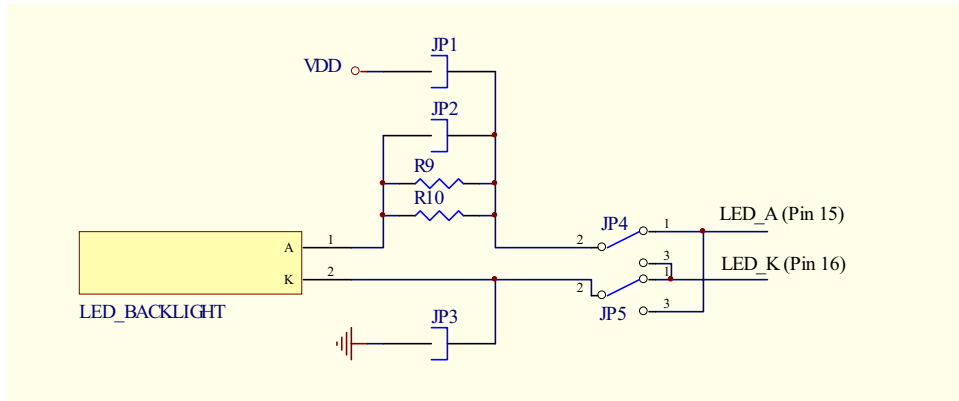 JP1
VDD
JP2
R9
R10
LED_A (Pin 15)
JP4
1
2
A
1
3
LED_K (Pin 16)
1
K
2
2
3
JP5
LED_BACKLIGHT
JP3